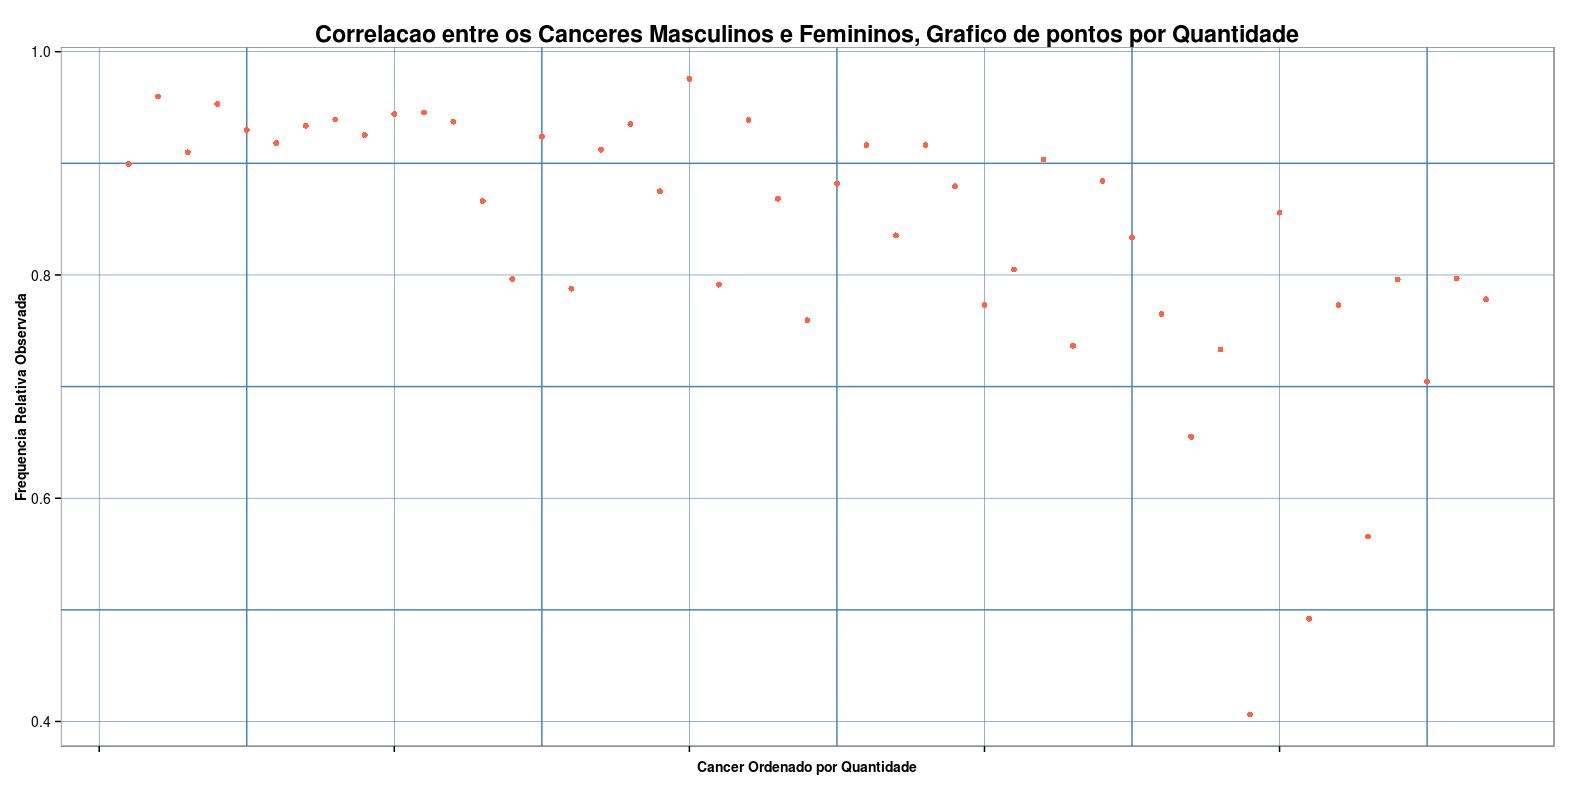 Correlacao entre os Canceres Masculinos e Femininos, Grafico de pontos por Quantidade
1.0
0.8
0.6
0.4
Frequencia Relativa Observada
Cancer Ordenado por Quantidade